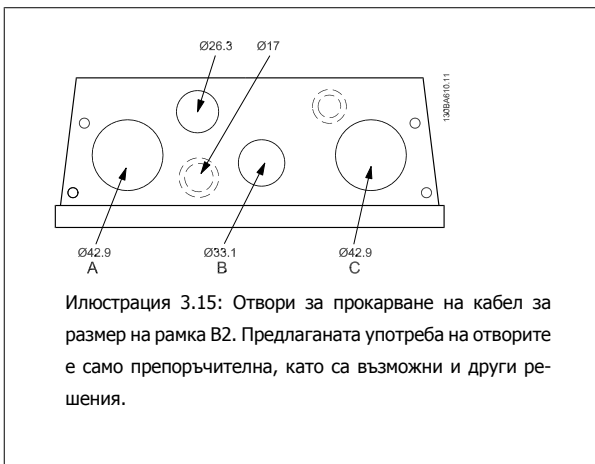 Ø26.3 Ø17
130BA610.11
Ø42.9 Ø33.1 Ø42.9
A B C
Илюстрация 3.15: Отвори за прокарване на кабел за
размер на рамка B2. Предлаганата употреба на отворите
е само препоръчителна, като са възможни и други ре-
шения.